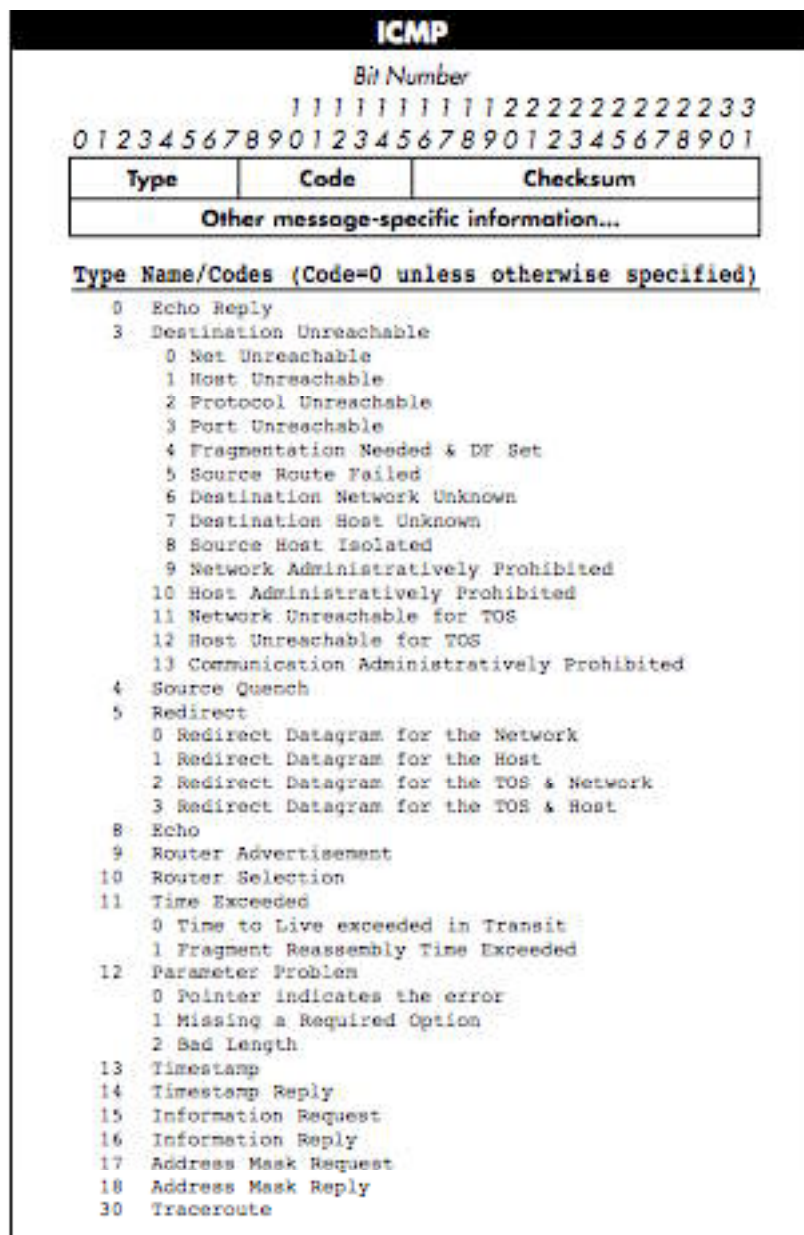 ICMP
Bit Number
1 1 1 1 1 1 1 1 1 1 2 2 2 2 2 2 2 2 2 2 3 3
0 1 2 3 4 5 6 7 8 9 0 1 2 3 4 5 6 7 8 9 0 1 2 3 4 5 6 7 8 9 0 1
Type Code Checksum
Other message-specific information...
Type Name/Codes (Code=0 unless otherwise specified)
0 Echo Reply
3 Destination Unreachable
0 Net Unreachable
1 Host Unreachable
2 Protocol Unreachable
3 Port Unreachable
4 Fragmentation Needed & DF Set
5 Source Route Failed
6 Destination Network Unknown
7 Destination Host Unknown
8 Source Host Isolated
9 Network Administratively Prohibited
10 Host Administratively Prohibited
11 Network Unreachable for TOS
12 Host Unreachable for TOS
13 Communication Administratively Prohibited
4 Source Quench
5 Redirect
0 Redirect Datagram for the Network
1 Redirect Datagram for the Host
2 Redirect Datagram for the TOS & Network
3 Redirect Datagram for the TOS & Host
8 Echo
9 Router Advertisement
10 Router Selection
11 Time Exceeded
0 Time to Live exceeded in Transit
1 Fragment Reassembly Time Exceeded
12 Parameter Problem
0 Pointer indicates the error
1 Missing a Required Option
2 Bad Length
13 Timestamp
14 Timestamp Reply
15 Information Request
16 Information Reply
17 Address Mask Request
18 Address Mask Reply
30 Traceroute